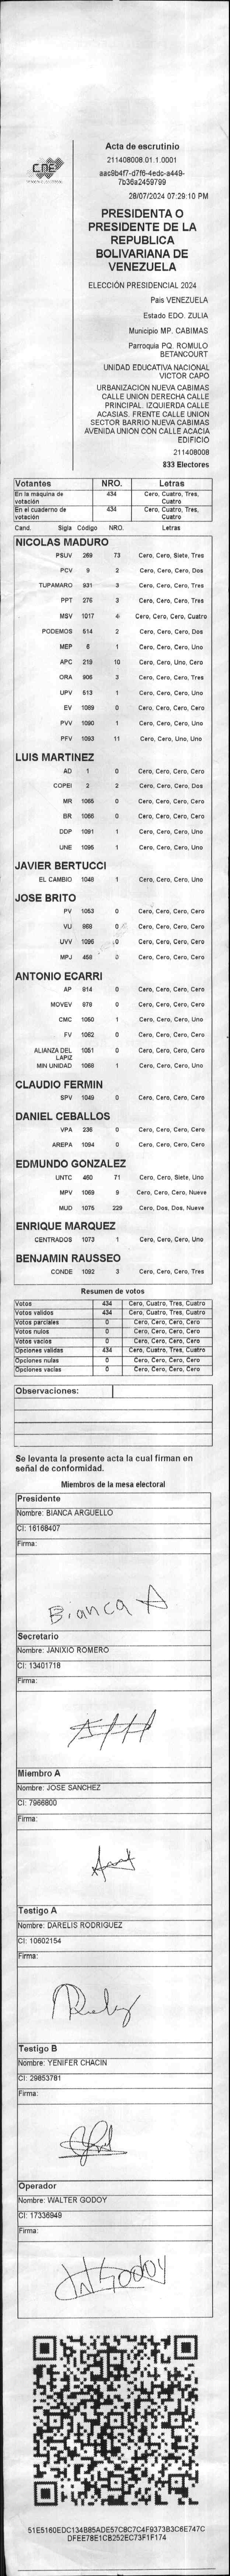 CNE
Acta de escrutinio
211408008.01.1.0001
aac9b4f7-d7f6-4edc-a449-
7b36a2459799
28/07/2024 07:29:10 PM
PRESIDENTA O
PRESIDENTE DE LA
REPUBLICA
BOLIVARIANA DE
VENEZUELA
ELECCIÓN PRESIDENCIAL 2024
Pais VENEZUELA
Estado EDO. ZULIA
Municipio MP. CABIMAS
Parroquia PQ. ROMULO
BETANCOURT
UNIDAD EDUCATIVA NACIONAL
VICTOR CAPO
URBANIZACION NUEVA CABIMAS
CALLE UNION DERECHA CALLE
PRINCIPAL. IZQUIERDA CALLE
ACASIAS. FRENTE CALLE UNION
SECTOR BARRIO NUEVA CABIMAS
AVENIDA UNION CON CALLE ACACIA
EDIFICIO
211408008
833 Electores
Votantes NRO. Letras
En la máquina de votación 434 Cero, Cuatro, Tres, Cuatro
En el cuaderno de votación 434 Cero, Cuatro, Tres, Cuatro
Cand. Sigla Código NRO. Letras
NICOLAS MADURO
PSUV 269 73 Cero, Cero, Siete, Tres
PCV 9 2 Cero, Cero, Cero, Dos
TUPAMARO 931 3 Cero, Cero, Cero, Tres
PPT 276 3 Cero, Cero, Cero, Tres
MSV 1017 4 Cero, Cero, Cero, Cuatro
PODEMOS 514 2 Cero, Cero, Cero, Dos
MEP 6 1 Cero, Cero, Cero, Uno
APC 219 10 Cero, Cero, Uno, Cero
ORA 906 3 Cero, Cero, Cero, Tres
UPV 513 1 Cero, Cero, Cero, Uno
EV 1089 0 Cero, Cero, Cero, Cero
PVV 1090 1 Cero, Cero, Cero, Uno
PFV 1093 11 Cero, Cero, Uno, Uno
LUIS MARTINEZ
AD 1 0 Cero, Cero, Cero, Cero
COPEI 2 2 Cero, Cero, Cero, Dos
MR 1065 0 Cero, Cero, Cero, Cero
BR 1066 0 Cero, Cero, Cero, Cero
DDP 1091 1 Cero, Cero, Cero, Uno
UNE 1095 1 Cero, Cero, Cero, Uno
JAVIER BERTUCCI
EL CAMBIO 1048 1 Cero, Cero, Cero, Uno
JOSE BRITO
PV 1053 0 Cero, Cero, Cero, Cero
VU 868 0 Cero, Cero, Cero, Cero
UVV 1096 0 Cero, Cero, Cero, Cero
MPJ 458 0 Cero, Cero, Cero, Cero
ANTONIO ECARRI
AP 914 0 Cero, Cero, Cero, Cero
MOVEV 879 0 Cero, Cero, Cero, Cero
CMC 1050 1 Cero, Cero, Cero, Uno
FV 1062 0 Cero, Cero, Cero, Cero
ALIANZA DEL LAPIZ 1051 0 Cero, Cero, Cero, Cero
MIN UNIDAD 1068 1 Cero, Cero, Cero, Uno
CLAUDIO FERMIN
SPV 1049 0 Cero, Cero, Cero, Cero
DANIEL CEBALLOS
VPA 236 0 Cero, Cero, Cero, Cero
AREPA 1094 0 Cero, Cero, Cero, Cero
EDMUNDO GONZALEZ
UNTC 460 71 Cero, Cero, Siete, Uno
MPV 1069 9 Cero, Cero, Cero, Nueve
MUD 1075 229 Cero, Dos, Dos, Nueve
ENRIQUE MARQUEZ
CENTRADOS 1073 1 Cero, Cero, Cero, Uno
BENJAMIN RAUSSEO
CONDE 1092 3 Cero, Cero, Cero, Tres
Resumen de votos
Votos 434 Cero, Cuatro, Tres, Cuatro
Votos validos 434 Cero, Cuatro, Tres, Cuatro
Votos parciales 0 Cero, Cero, Cero, Cero
Votos nulos 0 Cero, Cero, Cero, Cero
Votos vacios 0 Cero, Cero, Cero, Cero
Opciones validas 434 Cero, Cuatro, Tres, Cuatro
Opciones nulas 0 Cero, Cero, Cero, Cero
Opciones vacias 0 Cero, Cero, Cero, Cero
Observaciones:
Se levanta la presente acta la cual firman en
señal de conformidad.
Miembros de la mesa electoral
Presidente
Nombre: BIANCA ARGUELLO
CI: 16168407
Firma:
Bianca A
Secretario
Nombre: JANIXIO ROMERO
CI: 13401718
Firma:
Miembro A
Nombre: JOSE SANCHEZ
CI: 7966800
Firma:
Testigo A
Nombre: DARELIS RODRIGUEZ
CI: 10602154
Firma:
Testigo B
Nombre: YENIFER CHACIN
CI: 29853781
Firma:
Operador
Nombre: WALTER GODOY
CI: 17336949
Firma:
W Godoy
51E5160EDC134B85ADE57C8C7C4F9373B3C6E747C
DFEE78E1CB252EC73F1F174